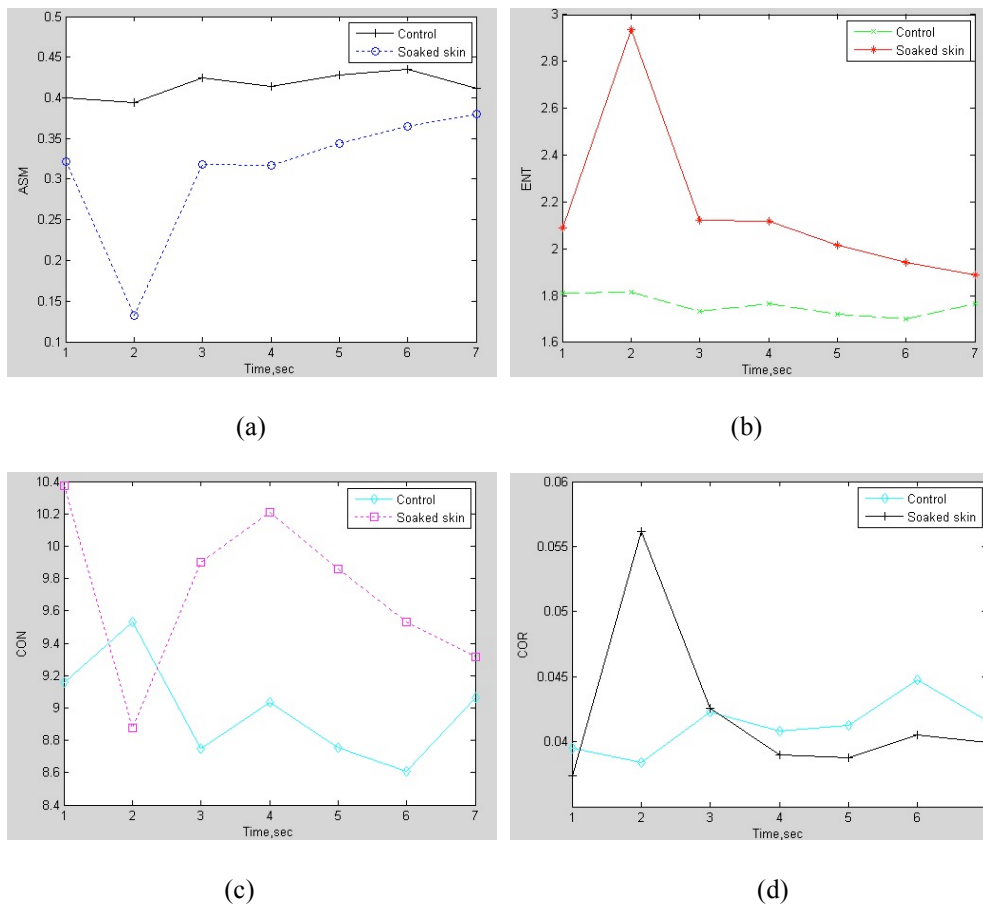 0.5
0.45
0.4
0.35
0.3
0.25
0.2
0.15
0.1
ASM
Control
Soaked skin
1 2 3 4 5 6 7
Time,sec
(a)
3
2.8
2.6
2.4
2.2
2
1.8
1.6
ENT
Control
Soaked skin
1 2 3 4 5 6 7
Time,sec
(b)
10.4
10.2
10
9.8
9.6
9.4
9.2
9
8.8
8.6
8.4
CON
Control
Soaked skin
1 2 3 4 5 6 7
Time,sec
(c)
0.06
0.055
0.05
0.045
0.04
COR
Control
Soaked skin
1 2 3 4 5 6
Time,sec
(d)